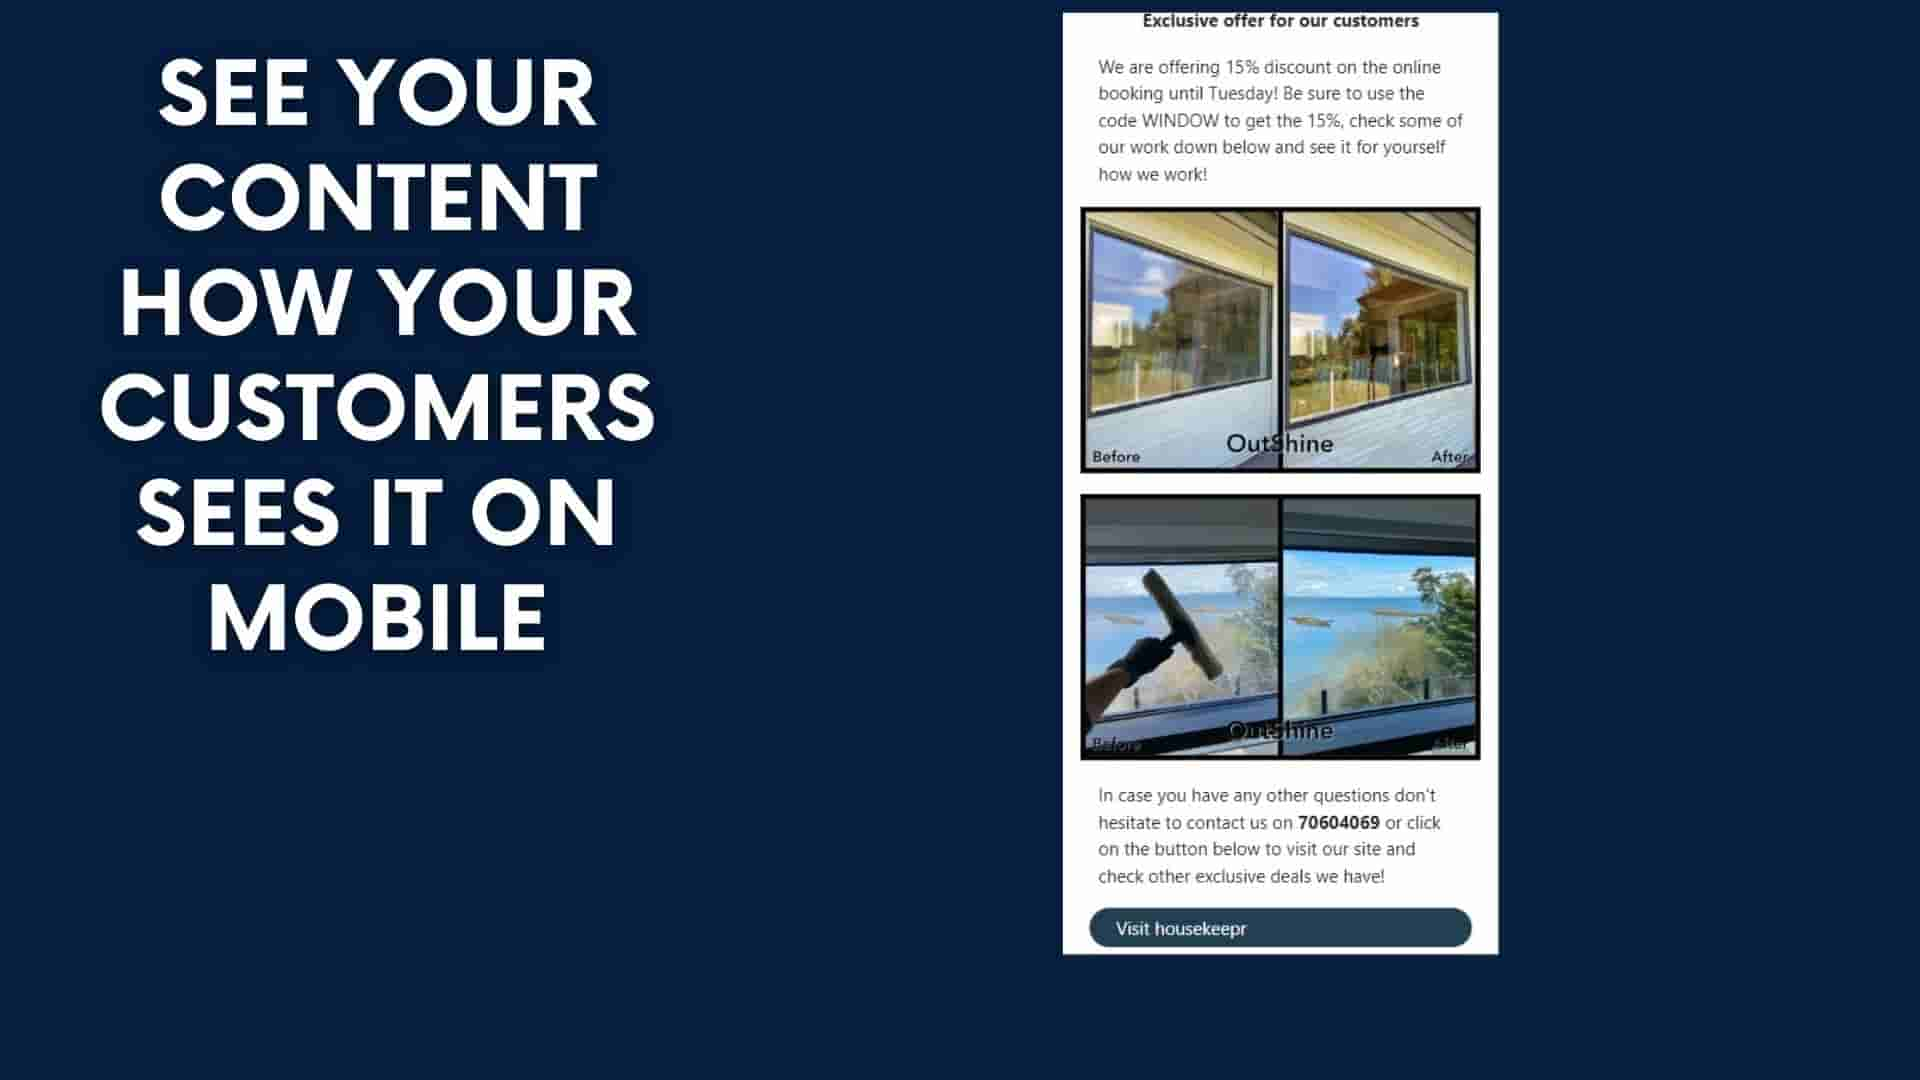 SEE YOUR
CONTENT
HOW YOUR
CUSTOMERS
SEES IT ON
MOBILE
Exclusive offer for our customers
We are offering 15% discount on the online
booking until Tuesday! Be sure to use the
code WINDOW to get the 15%, check some of
our work down below and see it for yourself
how we work!
OutShine
Before
After
OutShine
Before
After
In case you have any other questions don't
hesitate to contact us on 70604069 or click
on the button below to visit our site and
check other exclusive deals we have!
Visit housekeepr